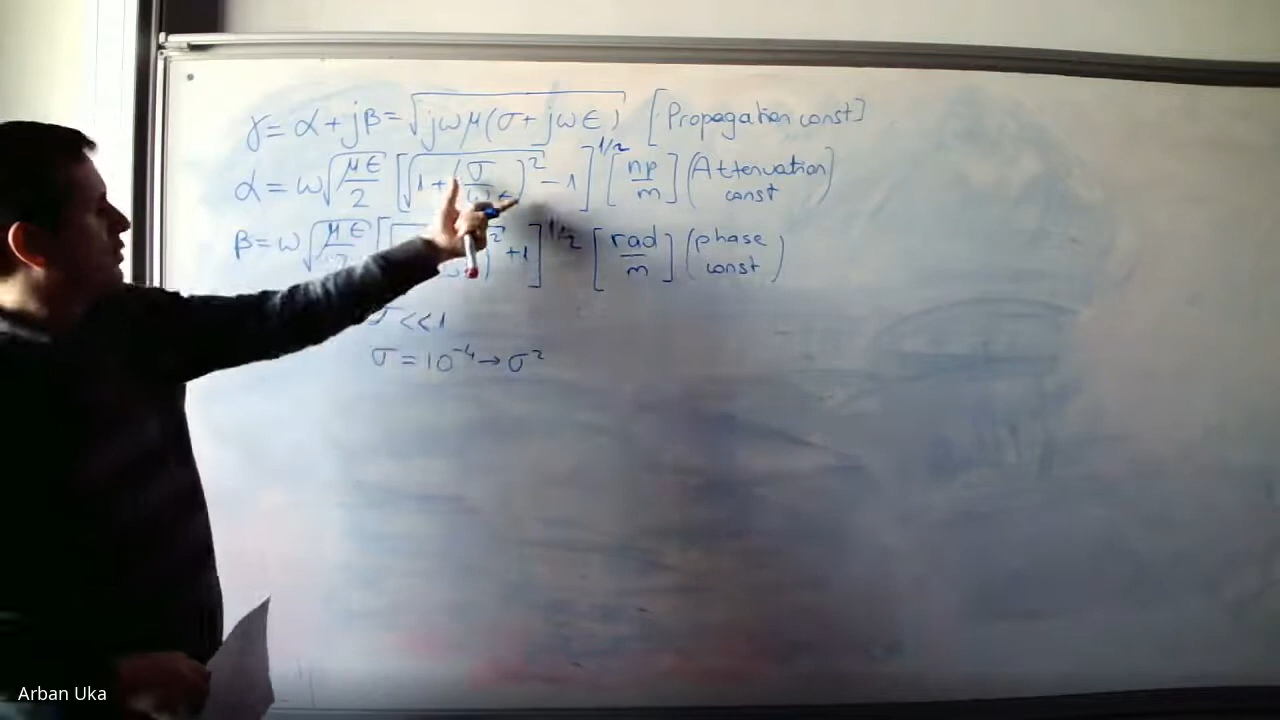 γ = α + jβ = √(jωμ(σ + jωϵ)) [Propagation const]
α = ω√(μϵ/2) [√(1 + (σ/ωϵ)²) - 1]^1/2 [np/m] (Attenuation const)
β = ω√(μϵ/2) [ ² + 1]^1/2 [rad/m] (phase const)
σ << 1
σ = 10⁻⁴ → σ²
Arban Uka